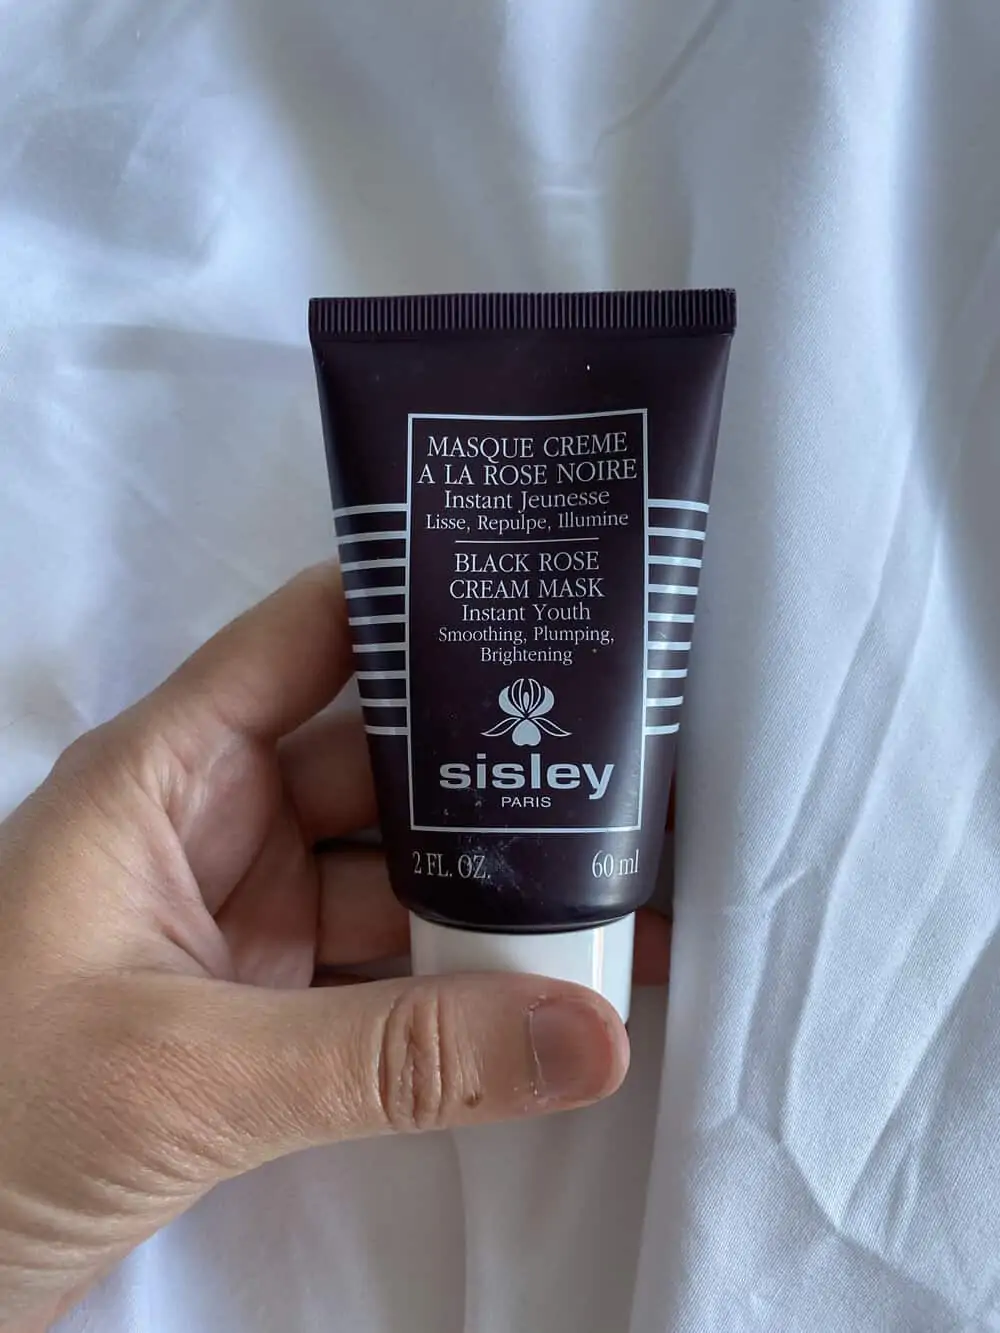 MASQUE CREME
A LA ROSE NOIRE
Instant Jeunesse
Lisse, Repulpe, Illumine
BLACK ROSE
CREAM MASK
Instant Youth
Smoothing, Plumping,
Brightening
sisley
PARIS
2 FL. OZ. 60 ml